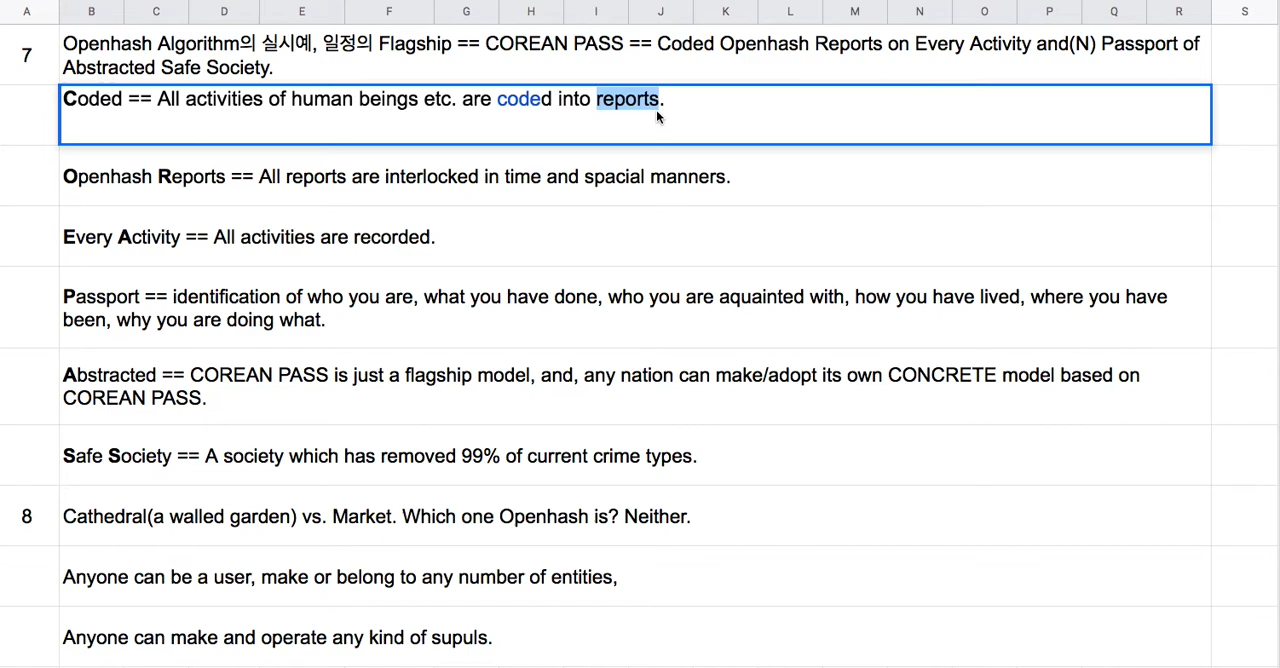 A B C D E F G H I J K L M N O P Q R S
7 Openhash Algorithm의 실시예, 일정의 Flagship == COREAN PASS == Coded Openhash Reports on Every Activity and(N) Passport of
Abstracted Safe Society.
Coded == All activities of human beings etc. are coded into reports.
Openhash Reports == All reports are interlocked in time and spacial manners.
Every Activity == All activities are recorded.
Passport == identification of who you are, what you have done, who you are aquainted with, how you have lived, where you have
been, why you are doing what.
Abstracted == COREAN PASS is just a flagship model, and, any nation can make/adopt its own CONCRETE model based on
COREAN PASS.
Safe Society == A society which has removed 99% of current crime types.
8 Cathedral(a walled garden) vs. Market. Which one Openhash is? Neither.
Anyone can be a user, make or belong to any number of entities,
Anyone can make and operate any kind of supuls.